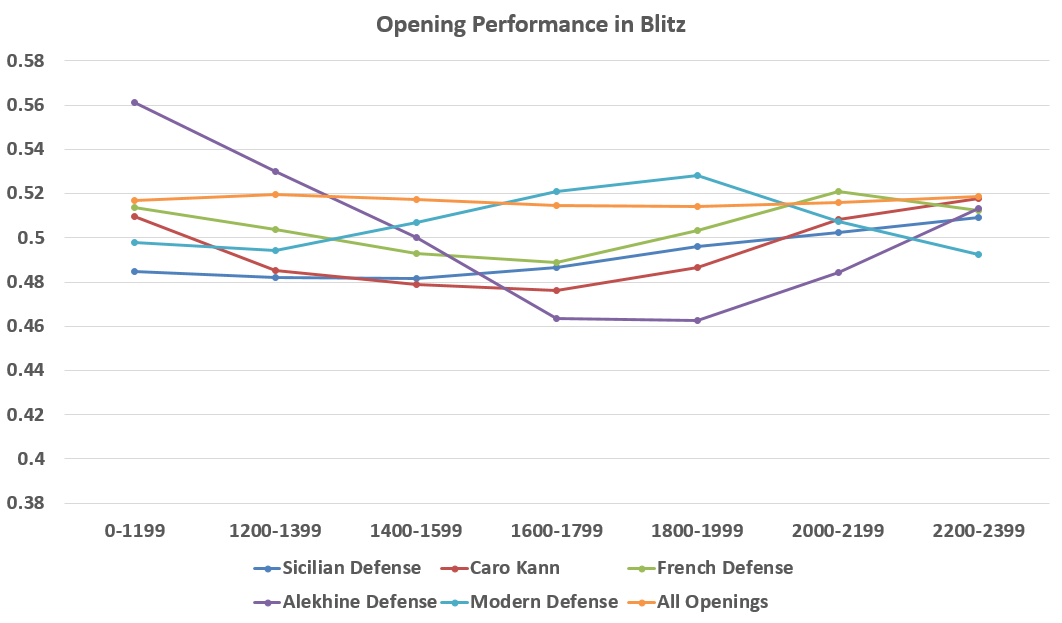 Opening Performance in Blitz
0.58
0.56
0.54
0.52
0.5
0.48
0.46
0.44
0.42
0.4
0.38
0-1199 1200-1399 1400-1599 1600-1799 1800-1999 2000-2199 2200-2399
Sicilian Defense Caro Kann French Defense
Alekhine Defense Modern Defense All Openings